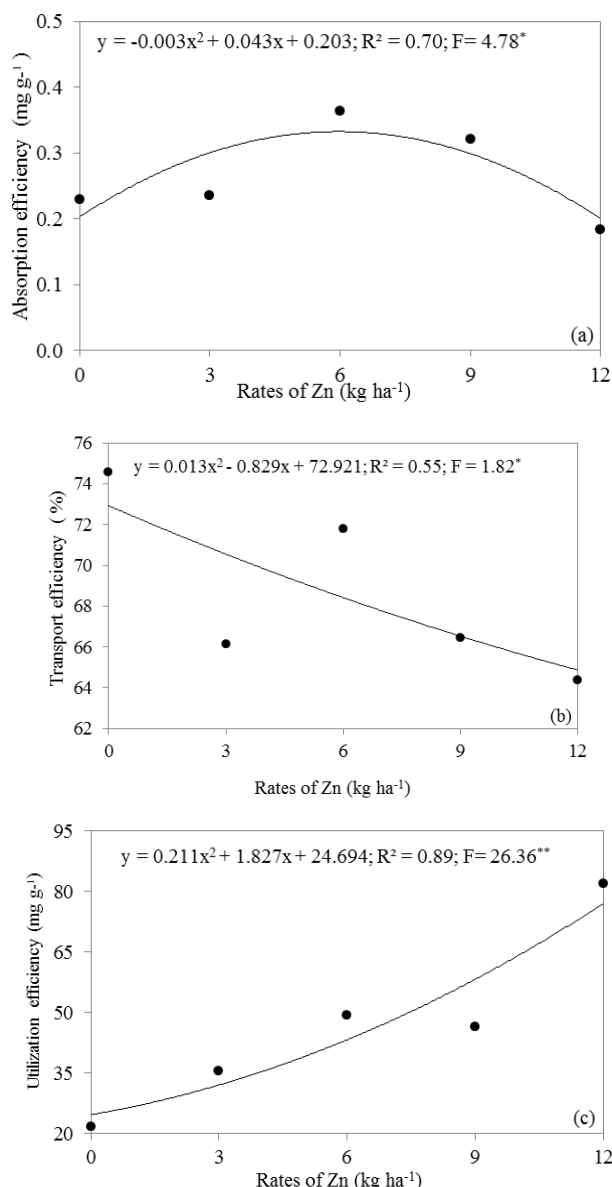 y = -0.003x² + 0.043x + 0.203; R² = 0.70; F= 4.78*
Absorption efficiency (mg g⁻¹)
0.5
0.4
0.3
0.2
0.1
0.0
(a)
0 3 6 9 12
Rates of Zn (kg ha⁻¹)
y = 0.013x² - 0.829x + 72.921; R² = 0.55; F = 1.82*
Transport efficiency ( %)
76
74
72
70
68
66
64
62
(b)
0 3 6 9 12
Rates of Zn (kg ha⁻¹)
y = 0.211x² + 1.827x + 24.694; R² = 0.89; F= 26.36**
Utilization efficiency (mg g⁻¹)
95
80
65
50
35
20
(c)
0 3 6 9 12
Rates of Zn (kg ha⁻¹)